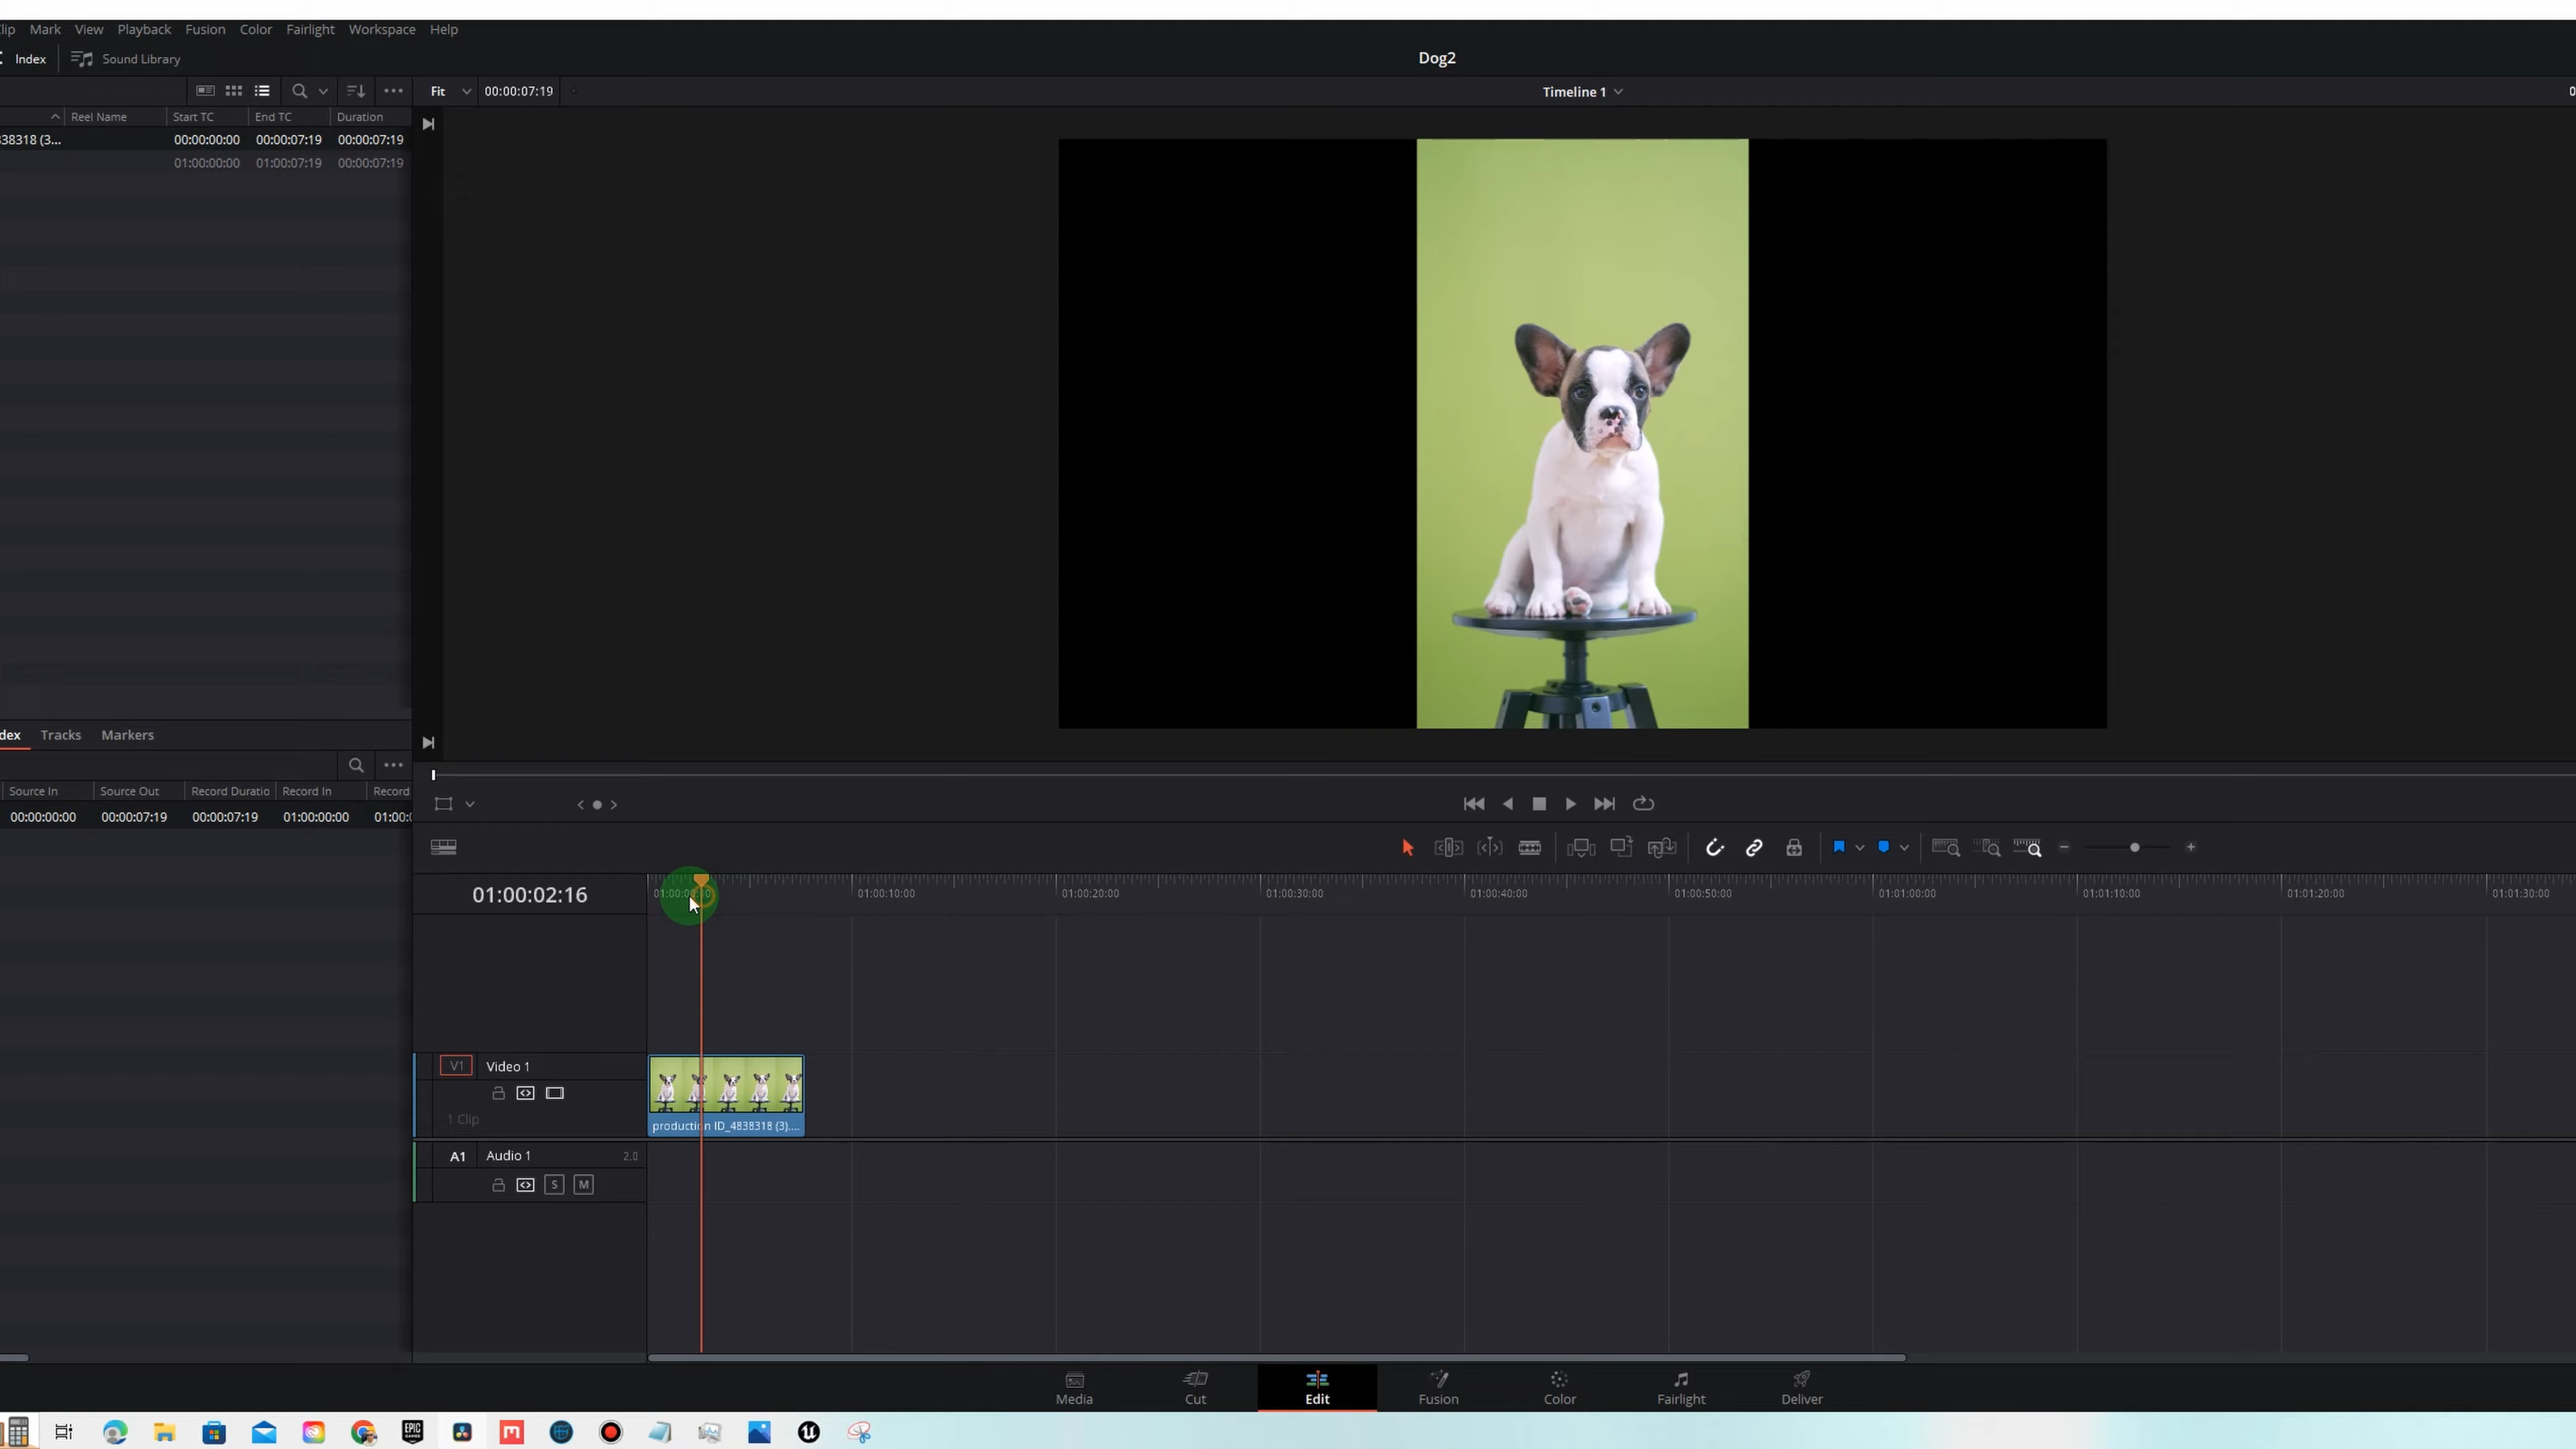 Mark View Playback Fusion Color Fairlight Workspace Help
Index Sound Library
Dog2
Fit 00:00:07:19
Timeline 1
Reel Name Start TC End TC Duration
838318 (3... 00:00:00:00 00:00:07:19 00:00:07:19
01:00:00:00 01:00:07:19 00:00:07:19
Tracks Markers
Source In Source Out Record Duratio Record In Record
00:00:00:00 00:00:07:19 00:00:07:19 01:00:00:00 01:00:0
01:00:02:16
01:00:10:00 01:00:20:00 01:00:30:00 01:00:40:00 01:00:50:00 01:01:00:00 01:01:10:00 01:01:20:00 01:01:30:00
V1 Video 1
1 Clip
production ID_4838318 (3)....
A1 Audio 1 2.0
S M
Media Cut Edit Fusion Color Fairlight Deliver
EPIC GAMES